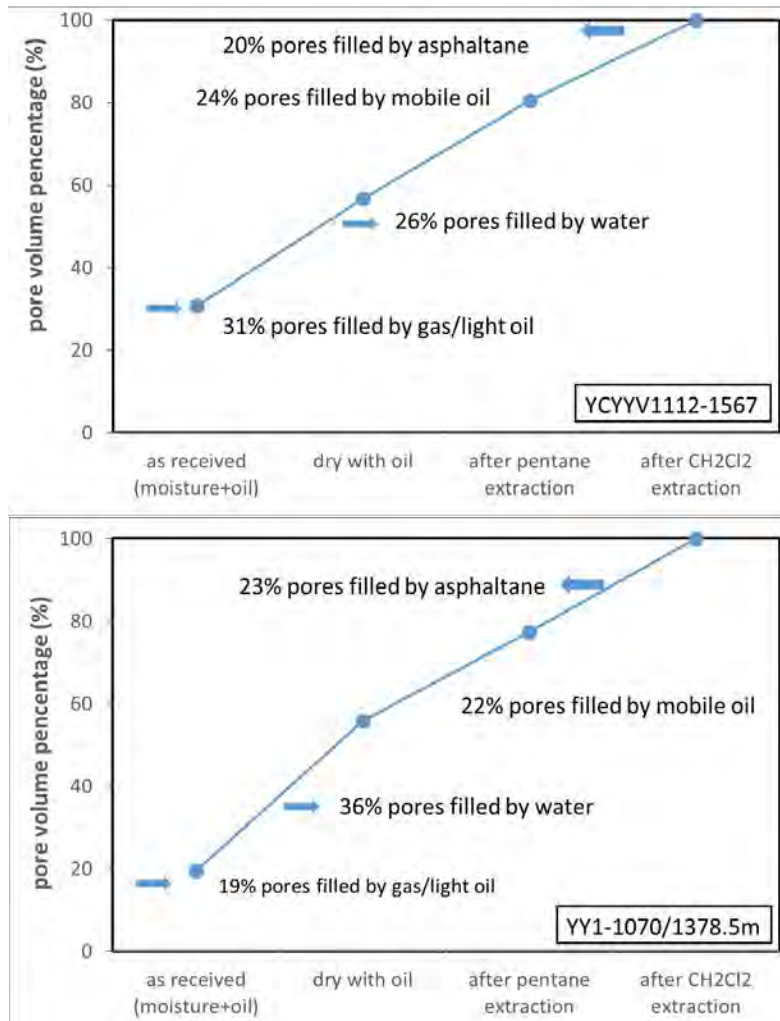 pore volume pencentage (%)
100
80
60
40
20
0
20% pores filled by asphaltane
24% pores filled by mobile oil
26% pores filled by water
31% pores filled by gas/light oil
YCYYV1112-1567
as received
(moisture+oil)
dry with oil
after pentane
extraction
after CH2Cl2
extraction
pore volume pencentage (%)
100
80
60
40
20
0
23% pores filled by asphaltane
22% pores filled by mobile oil
36% pores filled by water
19% pores filled by gas/light oil
YY1-1070/1378.5m
as received
(moisture+oil)
dry with oil
after pentane
extraction
after CH2Cl2
extraction